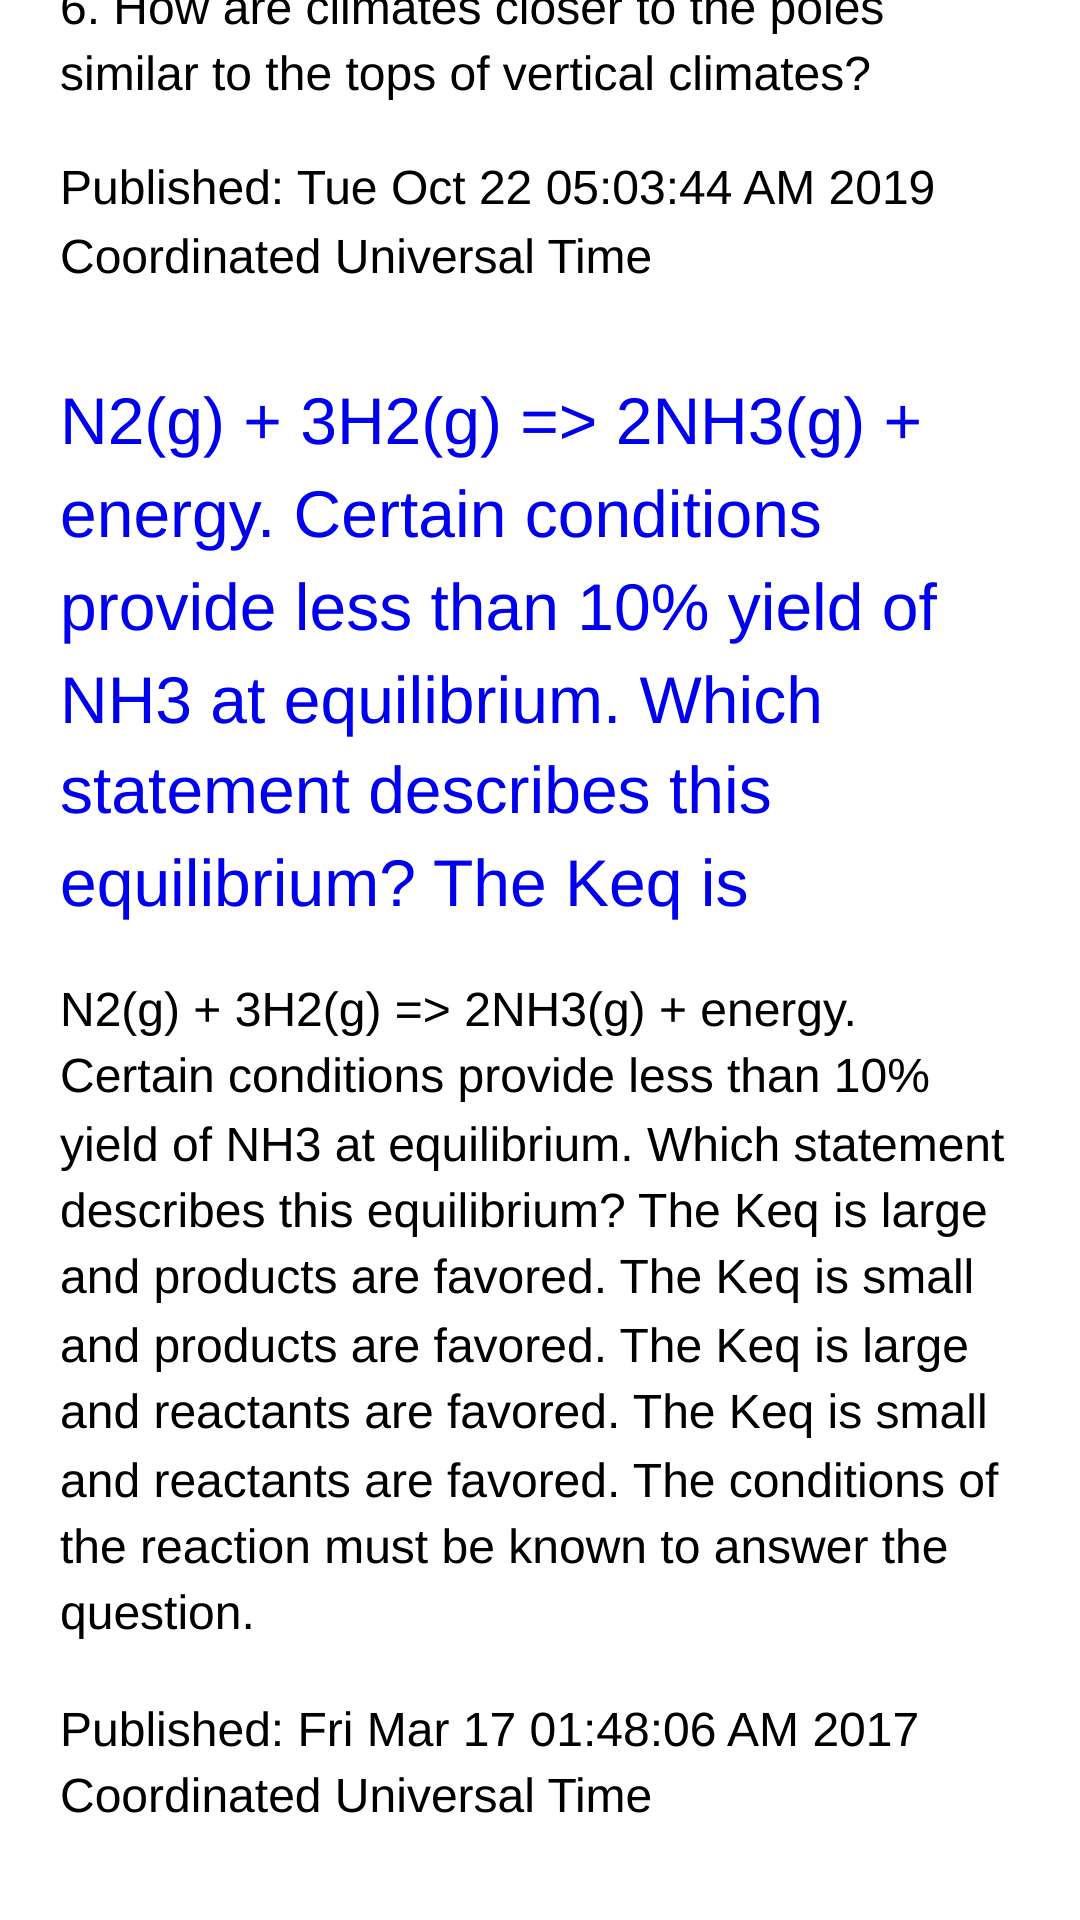 6. How are climates closer to the poles
similar to the tops of vertical climates?
Published: Tue Oct 22 05:03:44 AM 2019
Coordinated Universal Time
N2(g) + 3H2(g) => 2NH3(g) +
energy. Certain conditions
provide less than 10% yield of
NH3 at equilibrium. Which
statement describes this
equilibrium? The Keq is
N2(g) + 3H2(g) => 2NH3(g) + energy.
Certain conditions provide less than 10%
yield of NH3 at equilibrium. Which statement
describes this equilibrium? The Keq is large
and products are favored. The Keq is small
and products are favored. The Keq is large
and reactants are favored. The Keq is small
and reactants are favored. The conditions of
the reaction must be known to answer the
question.
Published: Fri Mar 17 01:48:06 AM 2017
Coordinated Universal Time